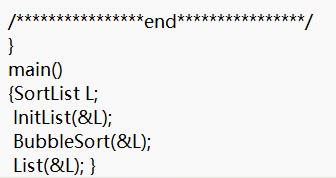 /****************end****************/
}
main()
{SortList L;
 InitList(&L);
 BubbleSort(&L);
 List(&L); }